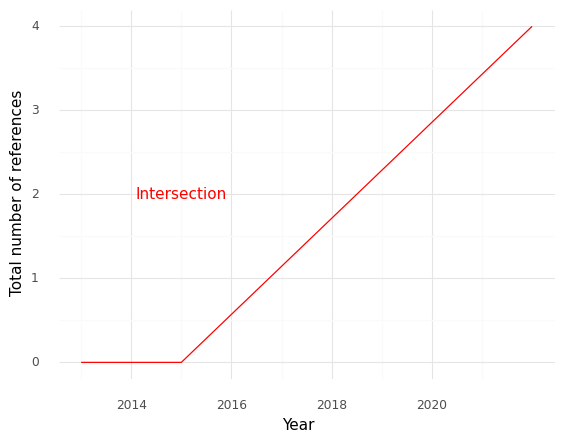 4
3
2
1
0
Total number of references
Intersection
2014 2016 2018 2020
Year